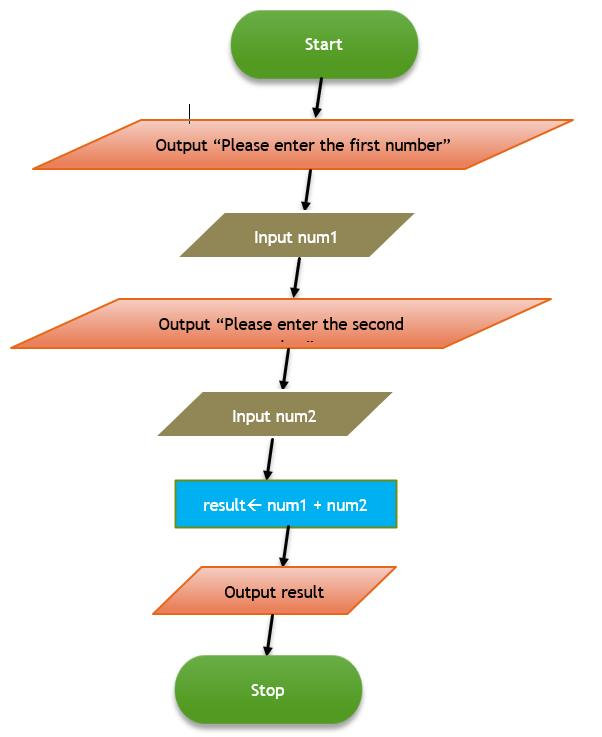 Start
Output “Please enter the first number”
Input num1
Output “Please enter the second
Input num2
result← num1 + num2
Output result
Stop